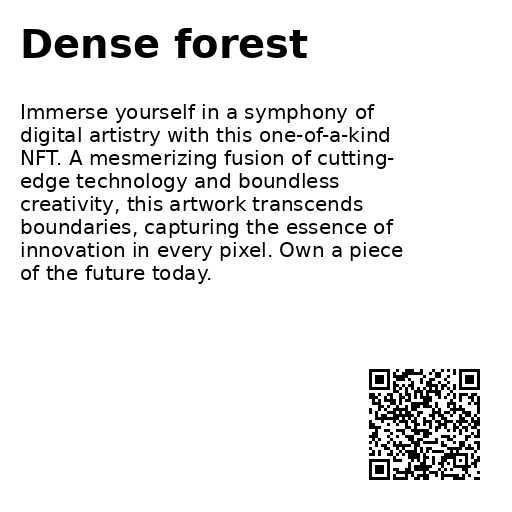 Dense forest
Immerse yourself in a symphony of
digital artistry with this one-of-a-kind
NFT. A mesmerizing fusion of cutting-
edge technology and boundless
creativity, this artwork transcends
boundaries, capturing the essence of
innovation in every pixel. Own a piece
of the future today.